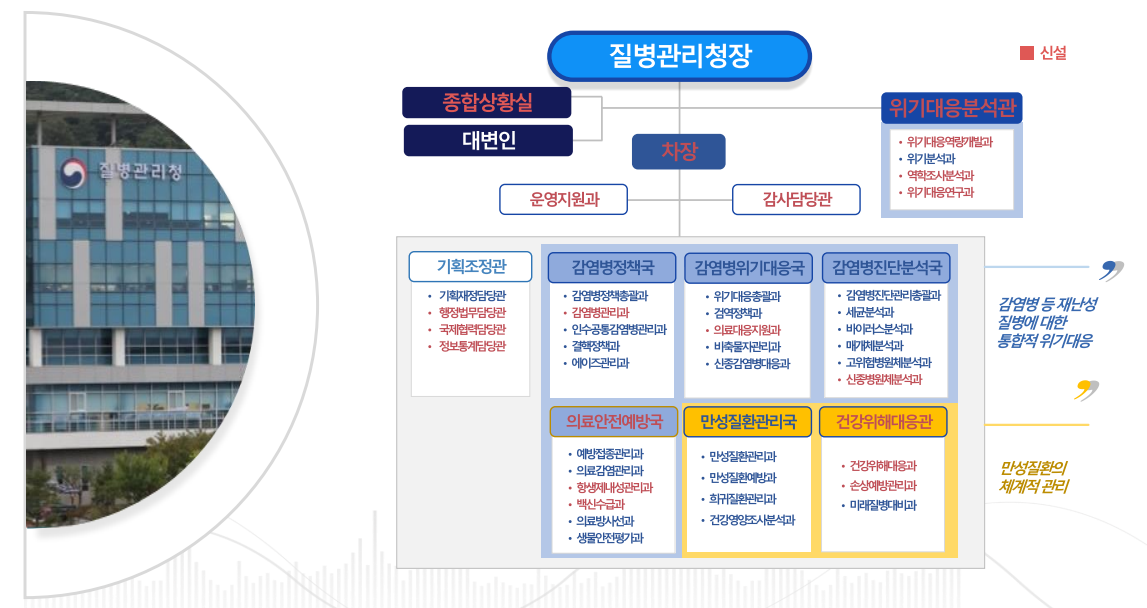 질병관리청장
신설
종합상황실
대변인
위기대응분석관
• 위기대응역량개발과
• 위기분석과
• 역학조사분석과
• 위기대응연구과
차장
운영지원과
감사담당관
질병관리청
기획조정관
• 기획재정담당관
• 행정법무담당관
• 국제협력담당관
• 정보통계담당관
감염병정책국
• 감염병정책총괄과
• 감염병관리과
• 인수공통감염병관리과
• 결핵정책과
• 에이즈관리과
감염병위기대응국
• 위기대응총괄과
• 검역정책과
• 의료대응지원과
• 비축물자관리과
• 신종감염병대응과
감염병진단분석국
• 감염병진단관리총괄과
• 세균분석과
• 바이러스분석과
• 매개체분석과
• 고위험병원체분석과
• 신종병원체분석과
감염병 등 재난성
질병에 대한
통합적 위기대응
의료안전예방국
• 예방접종관리과
• 의료감염관리과
• 항생제내성관리과
• 백신수급과
• 의료방사선과
• 생물안전평가과
만성질환관리국
• 만성질환관리과
• 만성질환예방과
• 희귀질환관리과
• 건강영양조사분석과
건강위해대응관
• 건강위해대응과
• 손상예방관리과
• 미래질병대비과
만성질환의
체계적 관리